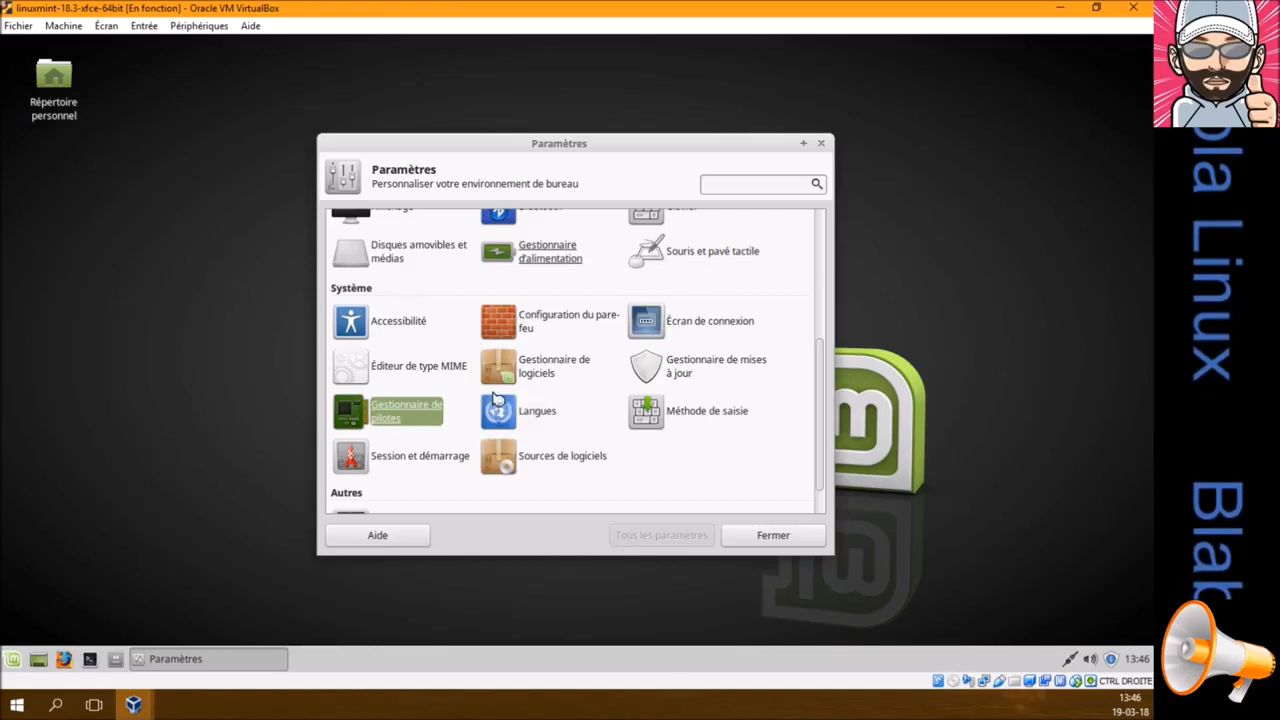 linuxmint-18.3-xfce-64bit [En fonction] - Oracle VM VirtualBox
Fichier Machine Écran Entrée Périphériques Aide
Répertoire
personnel
Paramètres
Paramètres
Personnaliser votre environnement de bureau
Disques amovibles et
médias
Gestionnaire
d'alimentation
Souris et pavé tactile
Système
Accessibilité
Configuration du pare-
feu
Écran de connexion
Éditeur de type MIME
Gestionnaire de
logiciels
Gestionnaire de mises
à jour
Gestionnaire de
pilotes
Langues
Méthode de saisie
Session et démarrage
Sources de logiciels
Autres
Aide
Tous les paramètres
Fermer
Paramètres
13:46
CTRL DROITE
13:46
19-03-18
Linux
Blab